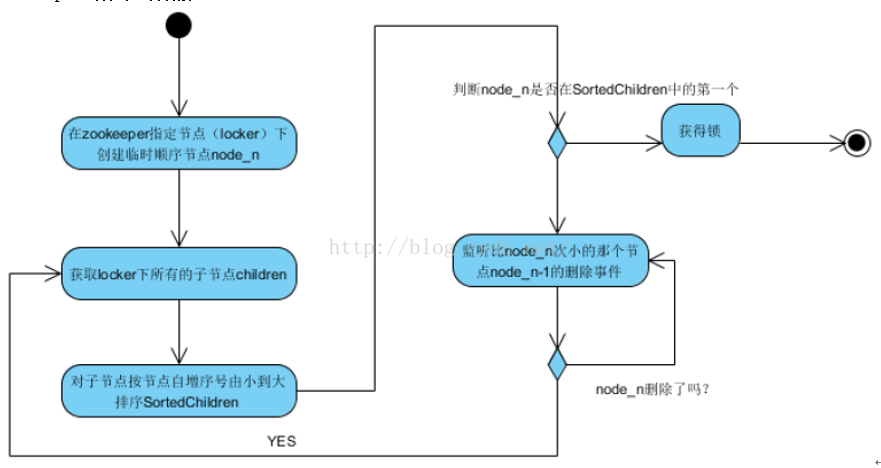 在zookeeper指定节点（locker）下
创建临时顺序节点node_n
获取locker下所有的子节点children
对子节点按节点自增序号由小到大
排序SortedChildren
YES
判断node_n是否在SortedChildren中的第一个
获得锁
监听比node_n次小的那个节
点node_n-1的删除事件
node_n删除了吗？
http://blog